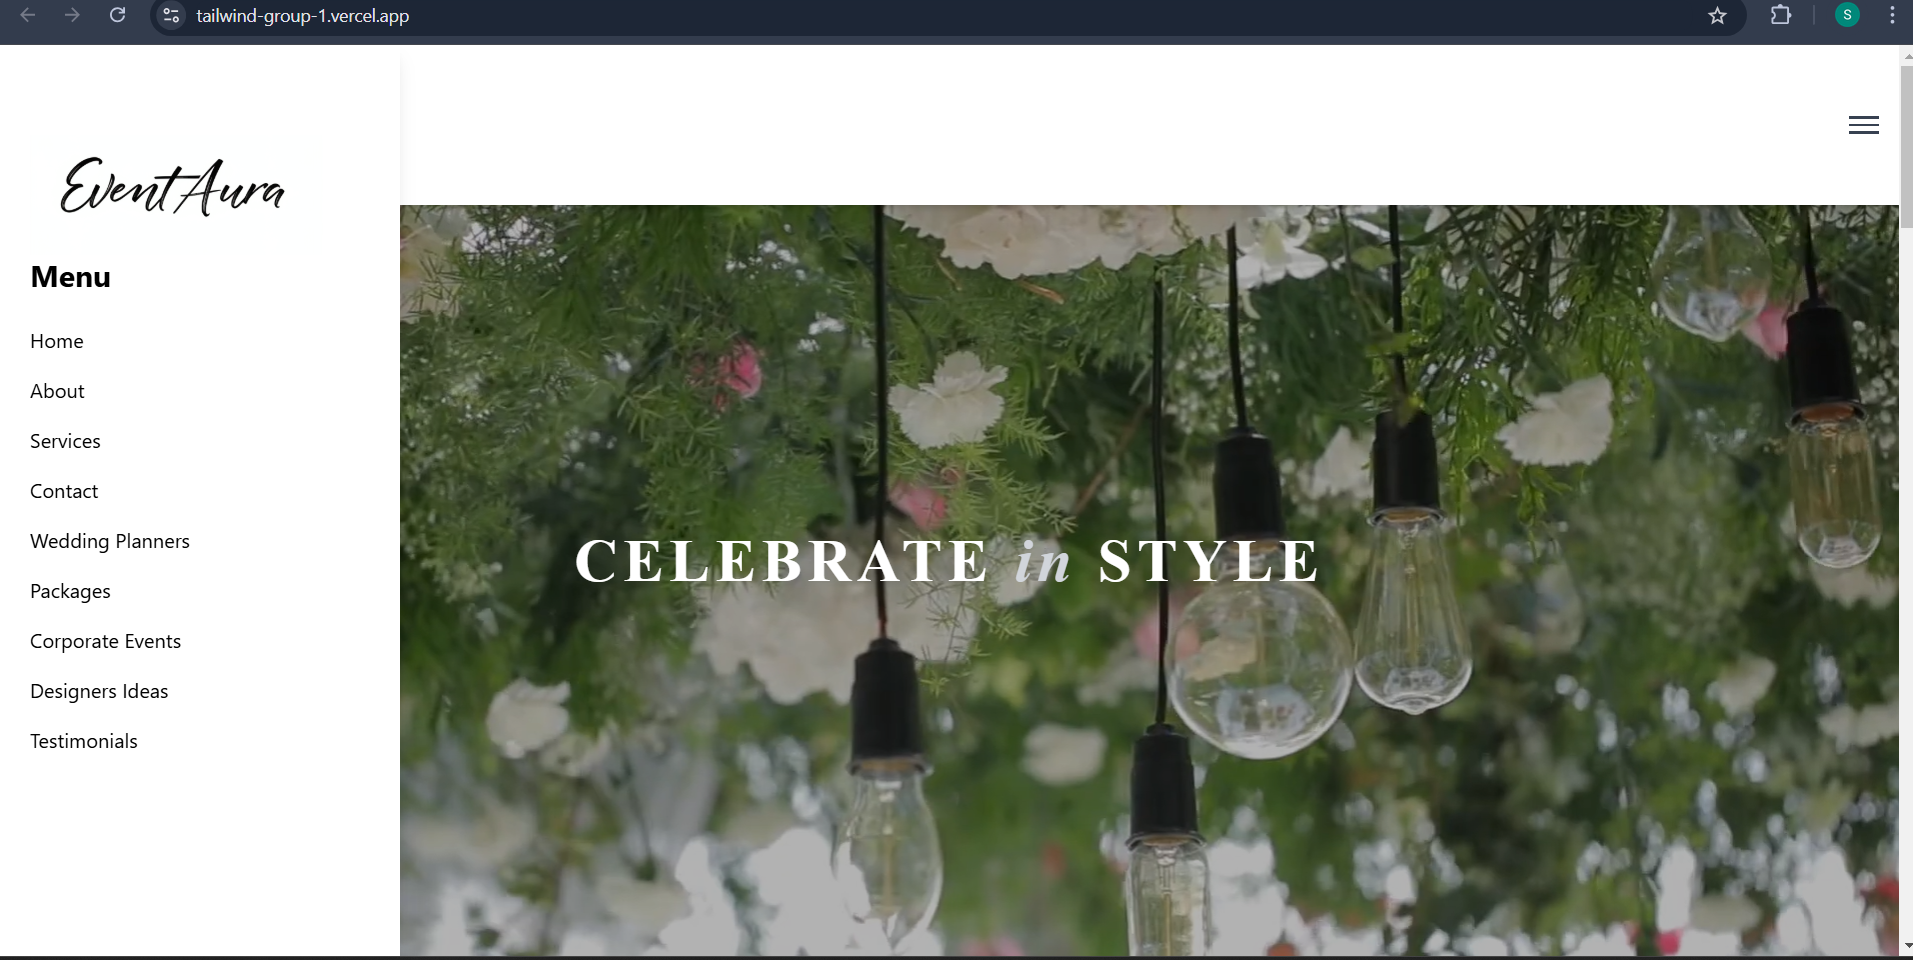 tailwind-group-1.vercel.app
S
EventAura
Menu
Home
About
Services
Contact
Wedding Planners
Packages
Corporate Events
Designers Ideas
Testimonials
CELEBRATE in STYLE